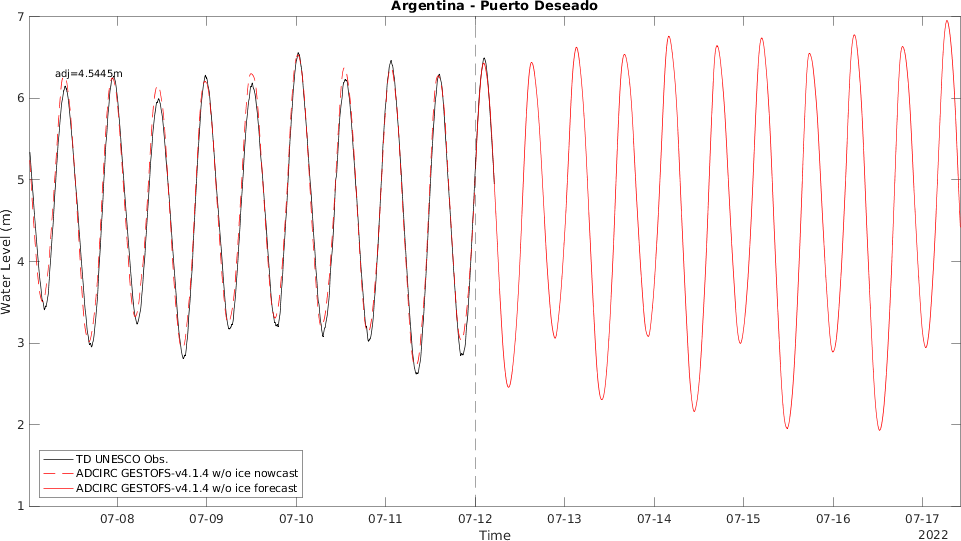 Argentina - Puerto Deseado
7
adj=4.5445m
6
5
4
3
2
1
Water Level (m)
TD UNESCO Obs.
ADCIRC GESTOFS-v4.1.4 w/o ice nowcast
ADCIRC GESTOFS-v4.1.4 w/o ice forecast
07-08 07-09 07-10 07-11 07-12 07-13 07-14 07-15 07-16 07-17
Time
2022